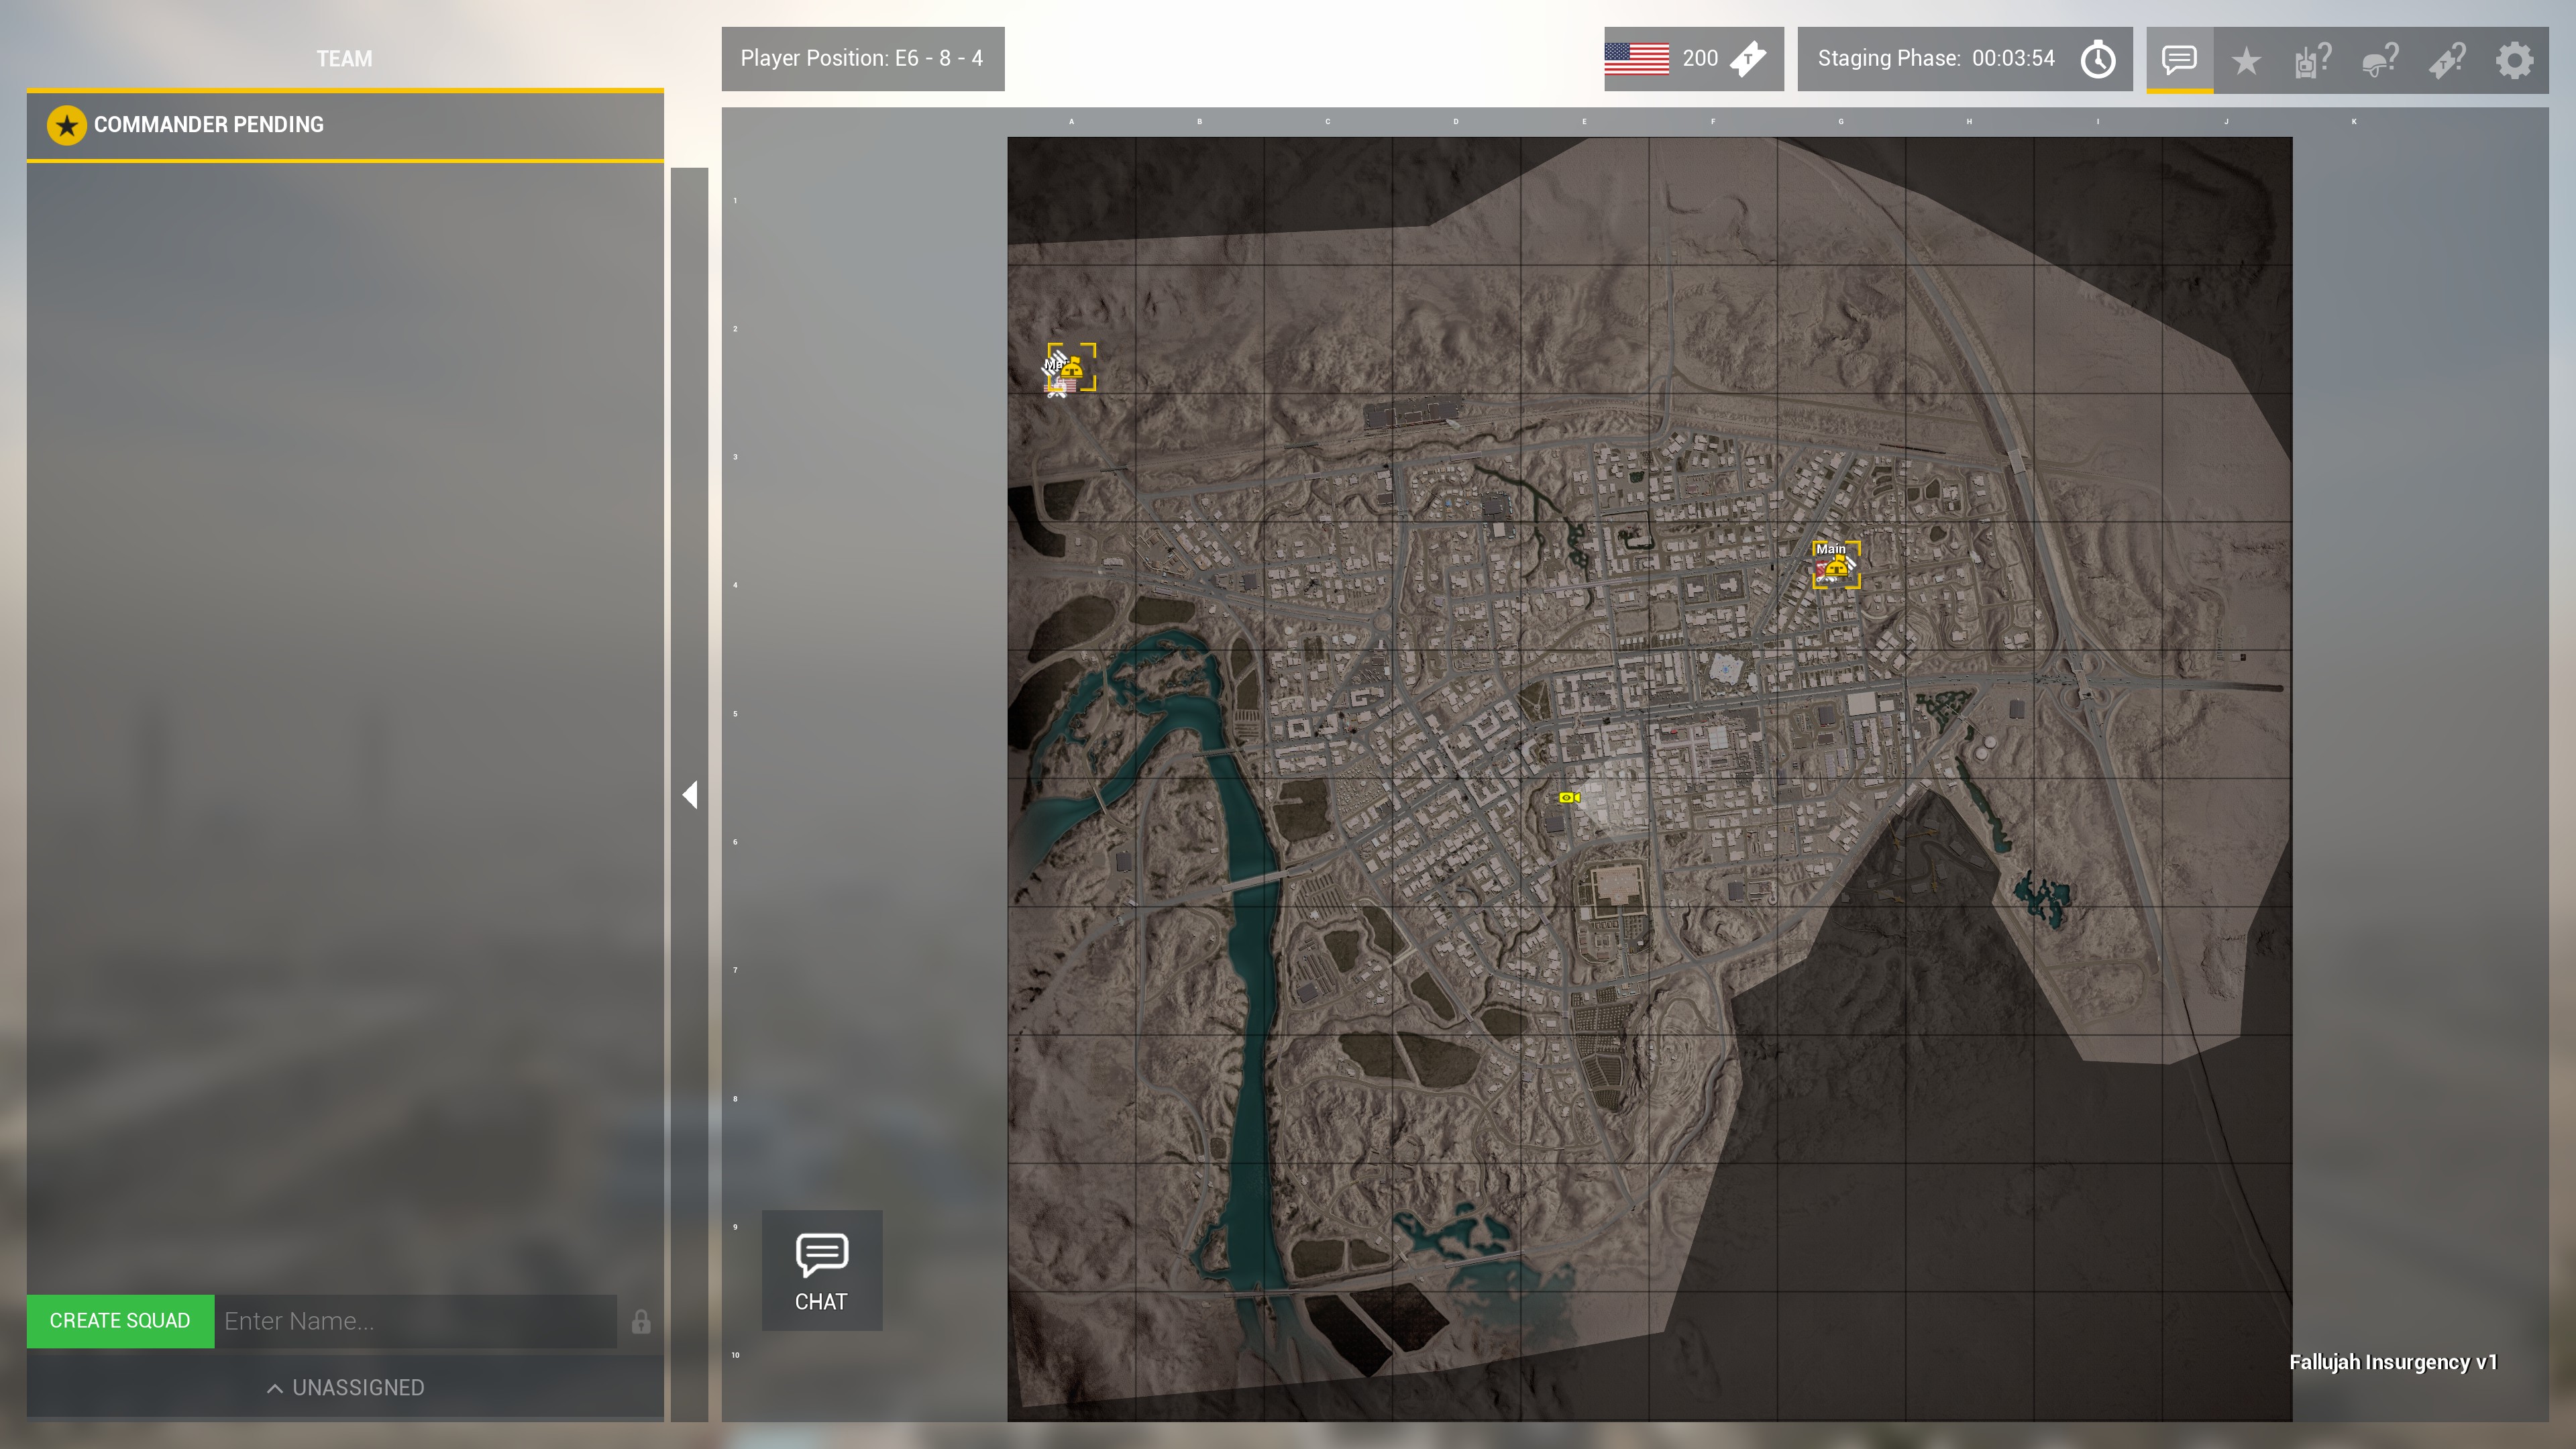 TEAM
Player Position: E6 - 8 - 4
200
T
Staging Phase: 00:03:54
?
?
T?
COMMANDER PENDING
A B C D E F G H I J K
1
2
3
4
5
6
7
8
9
10
Main
CHAT
CREATE SQUAD
Enter Name...
UNASSIGNED
Fallujah Insurgency v1